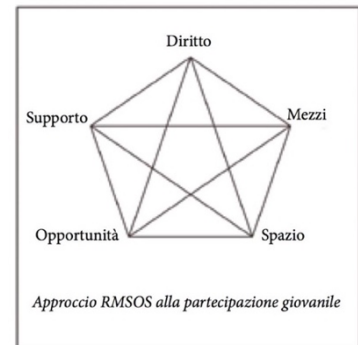 Diritto
Supporto
Mezzi
Opportunità
Spazio
Approccio RMSOS alla partecipazione giovanile